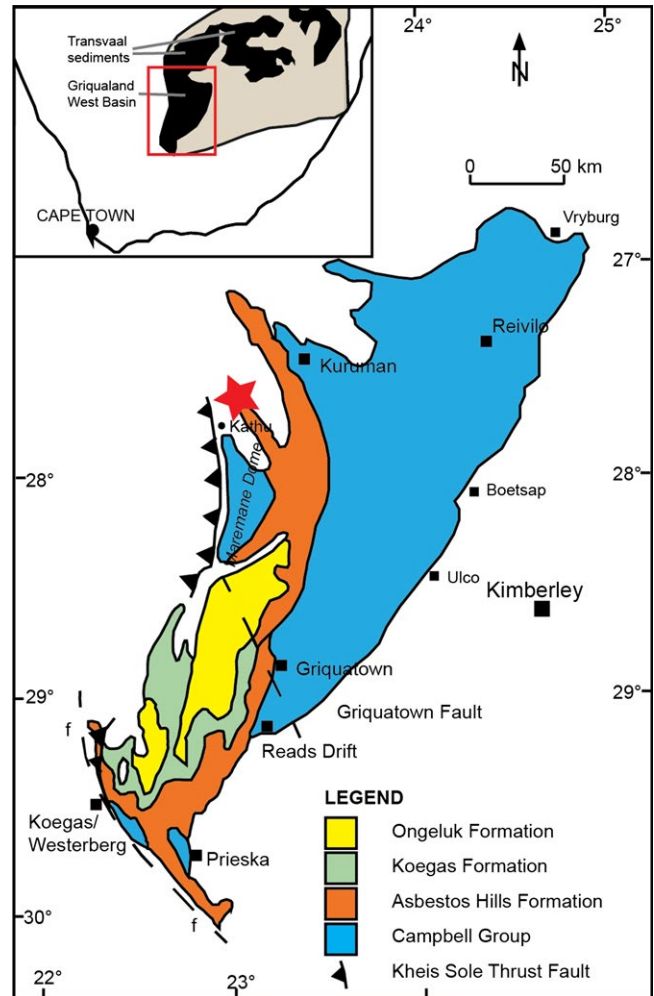 24°
25°
Transvaal
sediments
Griqualand
West Basin
CAPE TOWN
N
0
50 km
Vryburg
27°
Reivilo
Kuruman
Kathu
Maremane Dome
28°
28°
Boetsap
Ulco
Kimberley
Griquatown
29°
29°
Griquatown Fault
f
Reads Drift
LEGEND
Ongeluk Formation
Koegas/
Westerberg
Koegas Formation
Prieska
Asbestos Hills Formation
30°
f
Campbell Group
22°
23°
Kheis Sole Thrust Fault